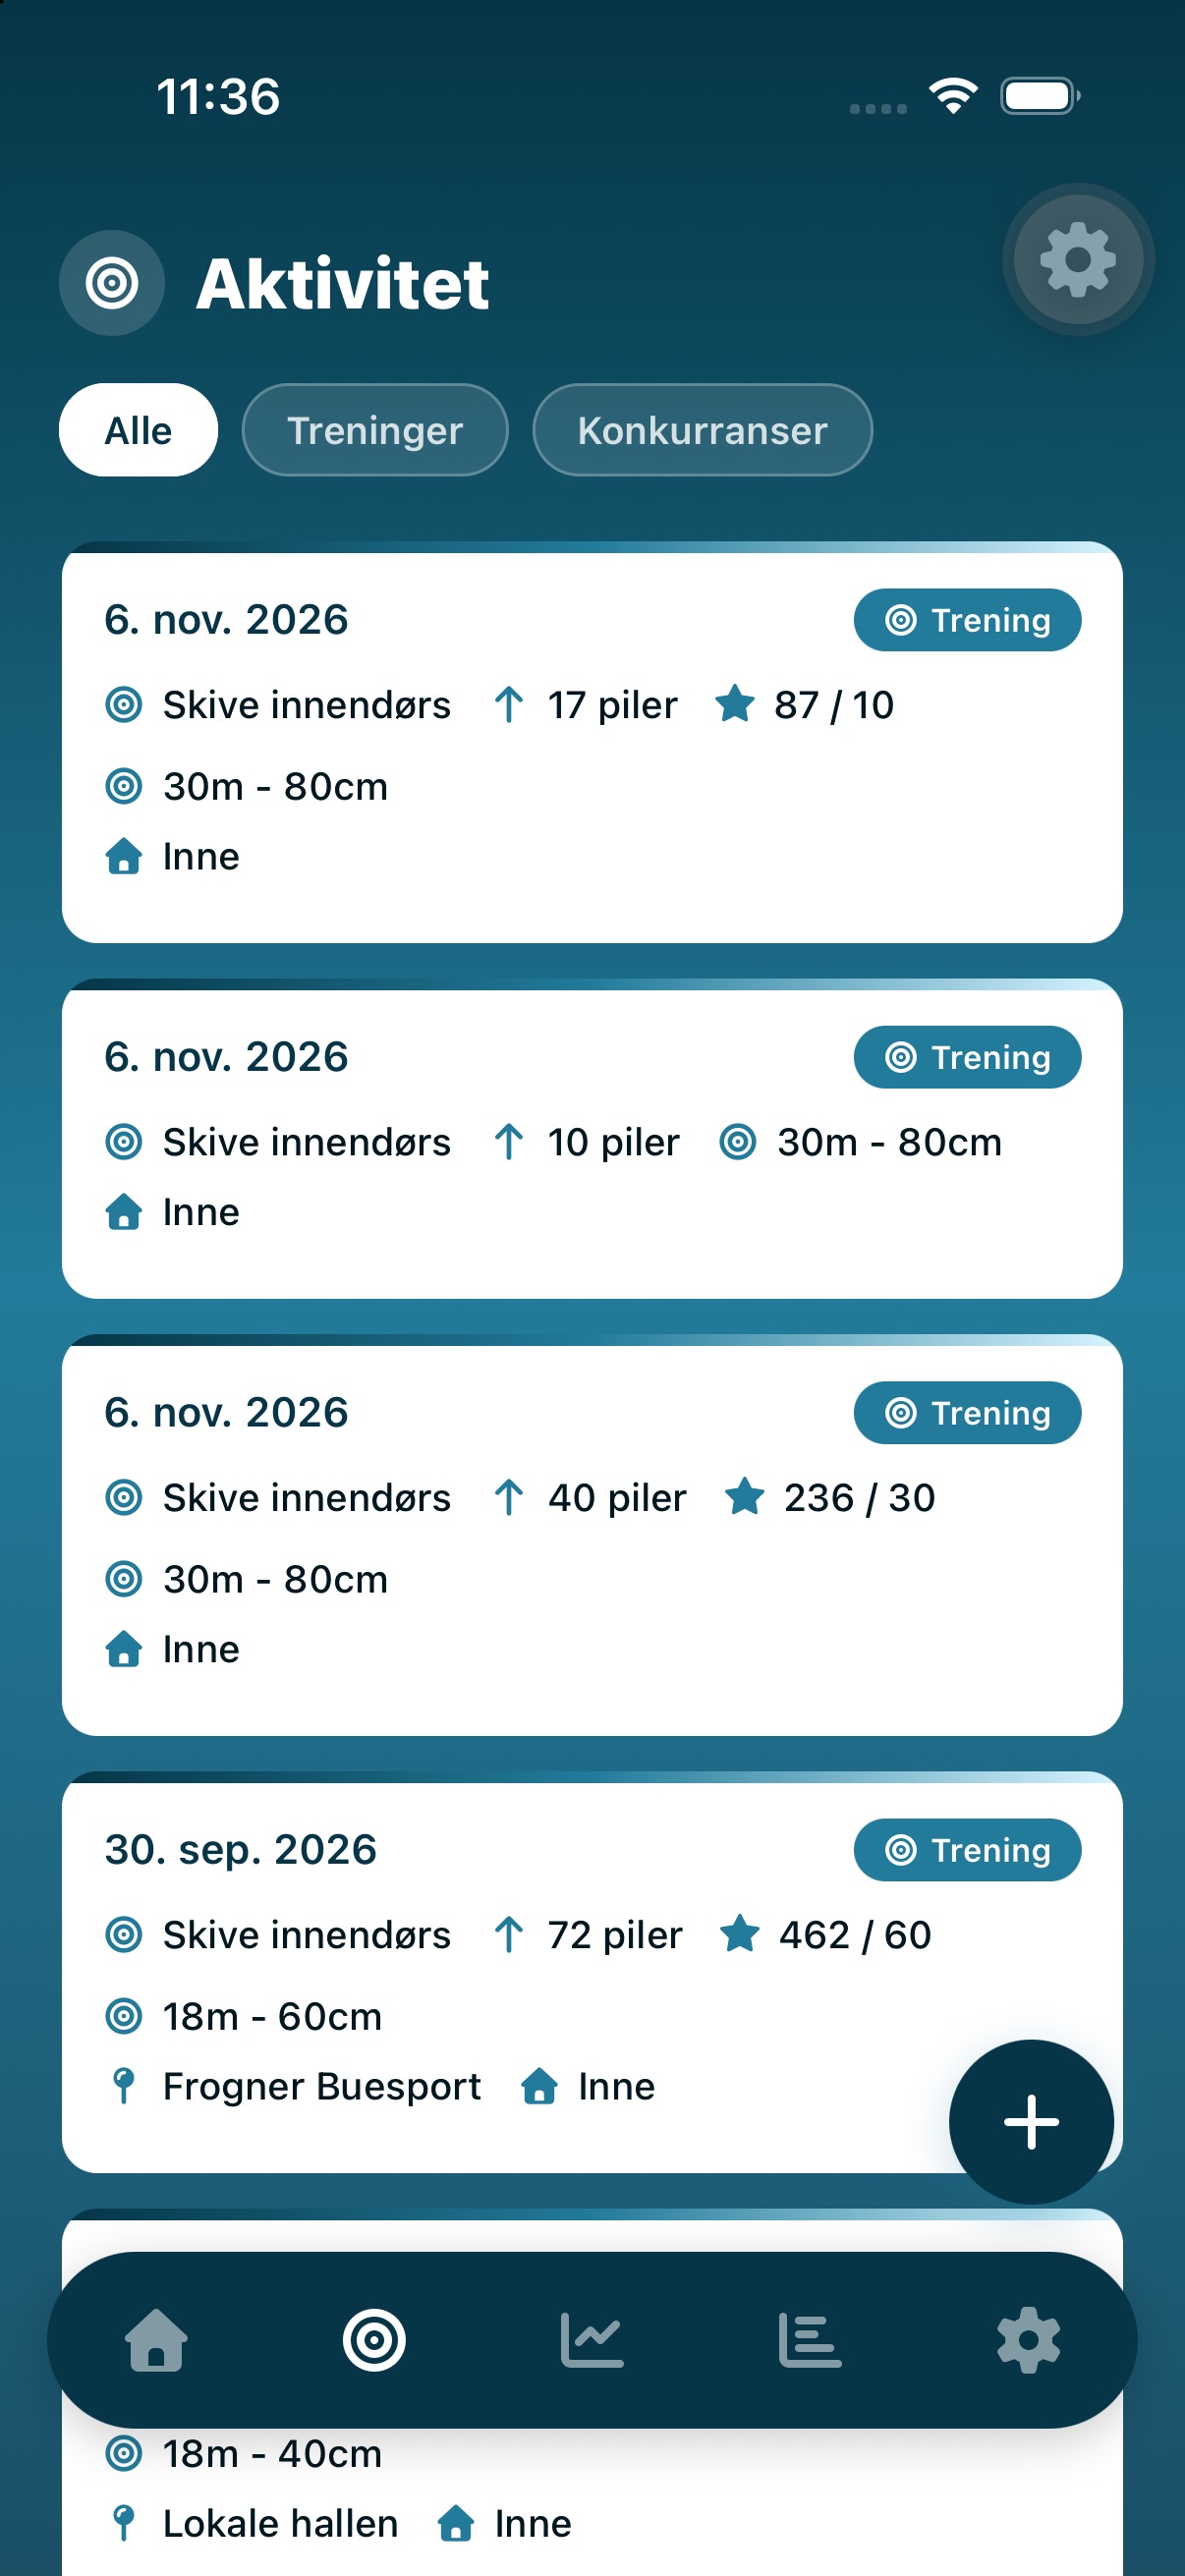 11:36
Aktivitet
Alle Treninger Konkurranser
6. nov. 2026 Trening
Skive innendørs 17 piler 87 / 10
30m - 80cm
Inne
6. nov. 2026 Trening
Skive innendørs 10 piler 30m - 80cm
Inne
6. nov. 2026 Trening
Skive innendørs 40 piler 236 / 30
30m - 80cm
Inne
30. sep. 2026 Trening
Skive innendørs 72 piler 462 / 60
18m - 60cm
Frogner Buesport Inne
18m - 40cm
Lokale hallen Inne